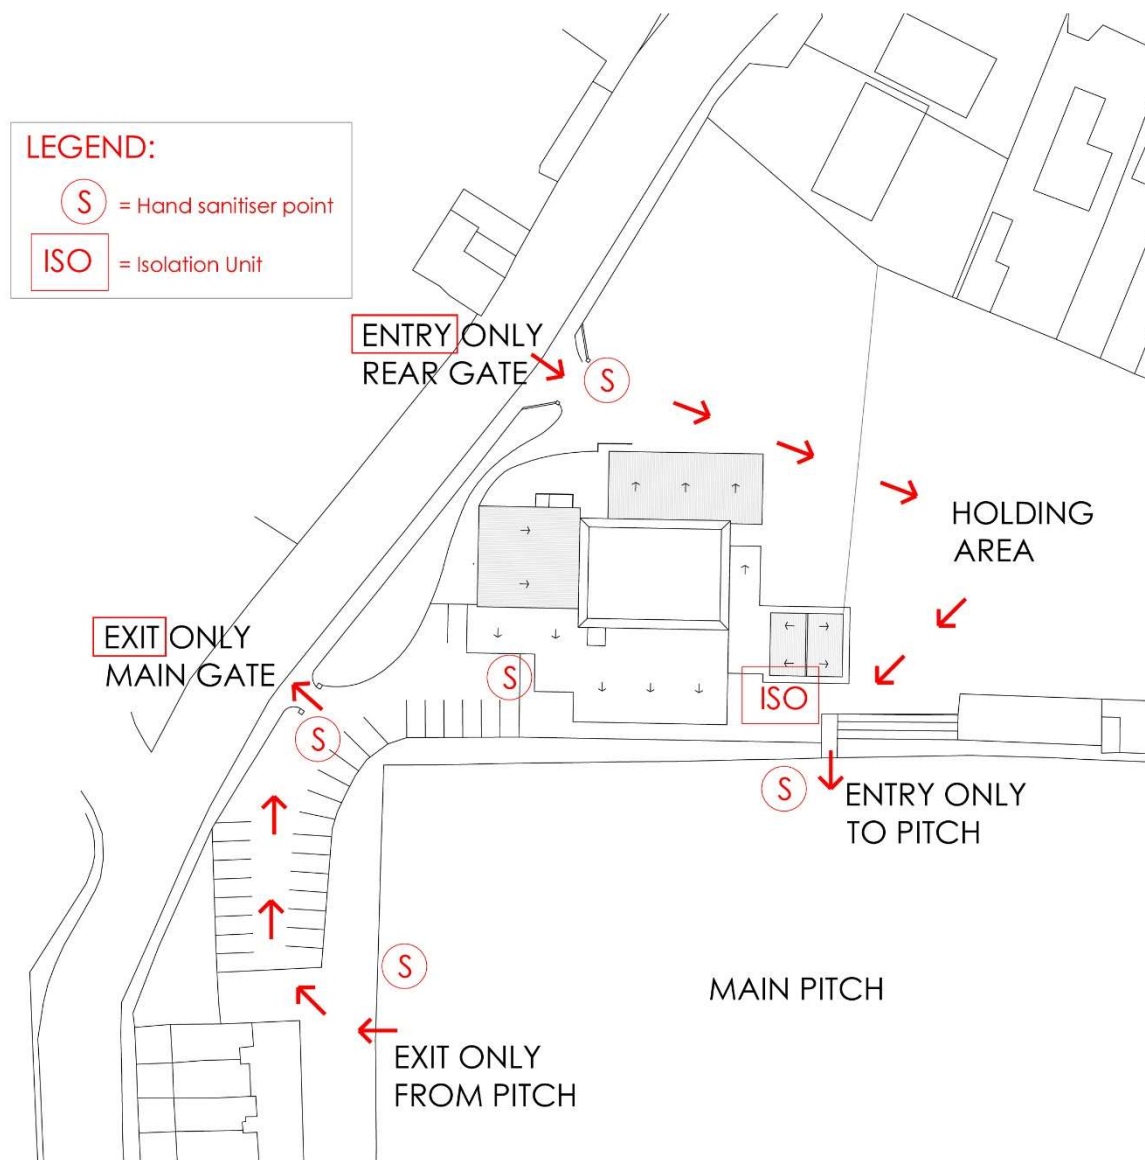 LEGEND:
S = Hand sanitiser point
ISO = Isolation Unit
ENTRY ONLY
REAR GATE
S
HOLDING
AREA
EXIT ONLY
MAIN GATE
S
ISO
S
S
ENTRY ONLY
TO PITCH
S
MAIN PITCH
EXIT ONLY
FROM PITCH